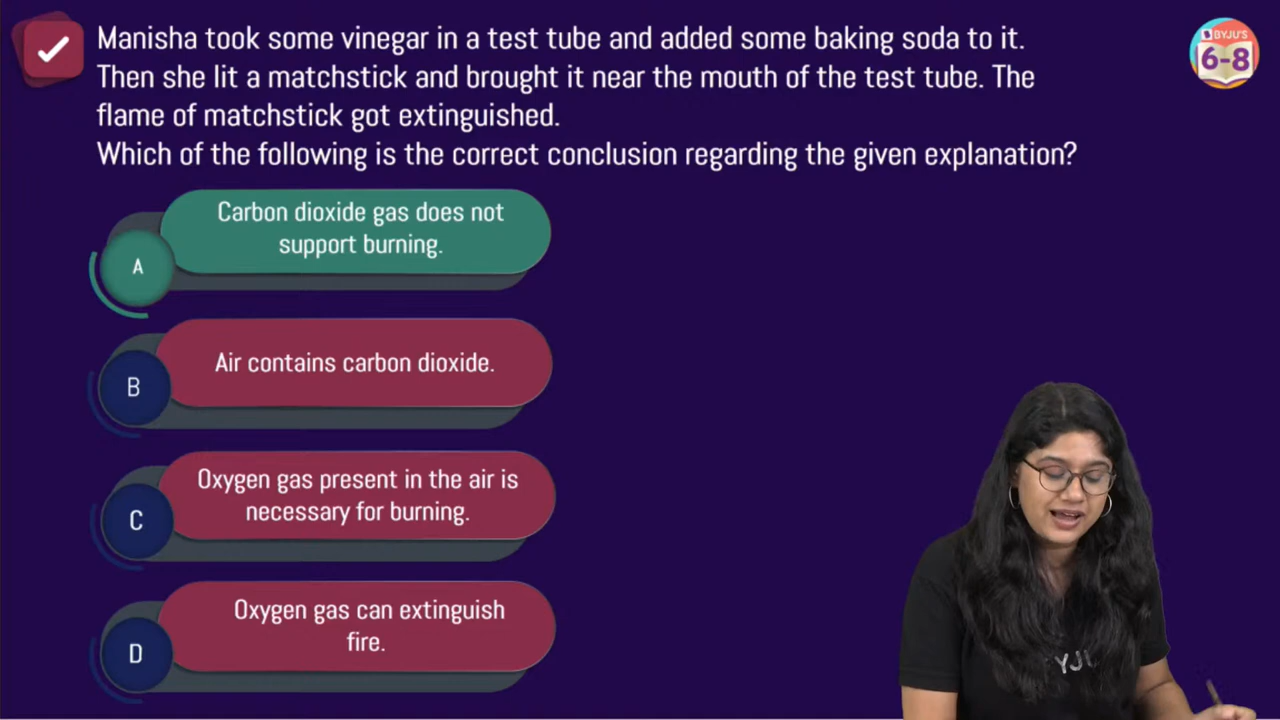 Manisha took some vinegar in a test tube and added some baking soda to it.
Then she lit a matchstick and brought it near the mouth of the test tube. The
flame of matchstick got extinguished.
Which of the following is the correct conclusion regarding the given explanation?
BYJU'S
6-8
A
Carbon dioxide gas does not
support burning.
B
Air contains carbon dioxide.
C
Oxygen gas present in the air is
necessary for burning.
D
Oxygen gas can extinguish
fire.
YJU